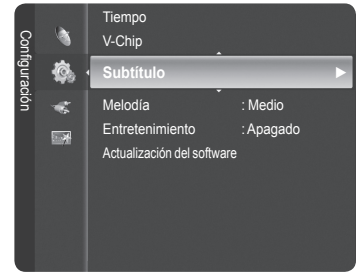 Configuración
Tiempo
V-Chip
Subtítulo
Melodía : Medio
Entretenimiento : Apagado
Actualización del software